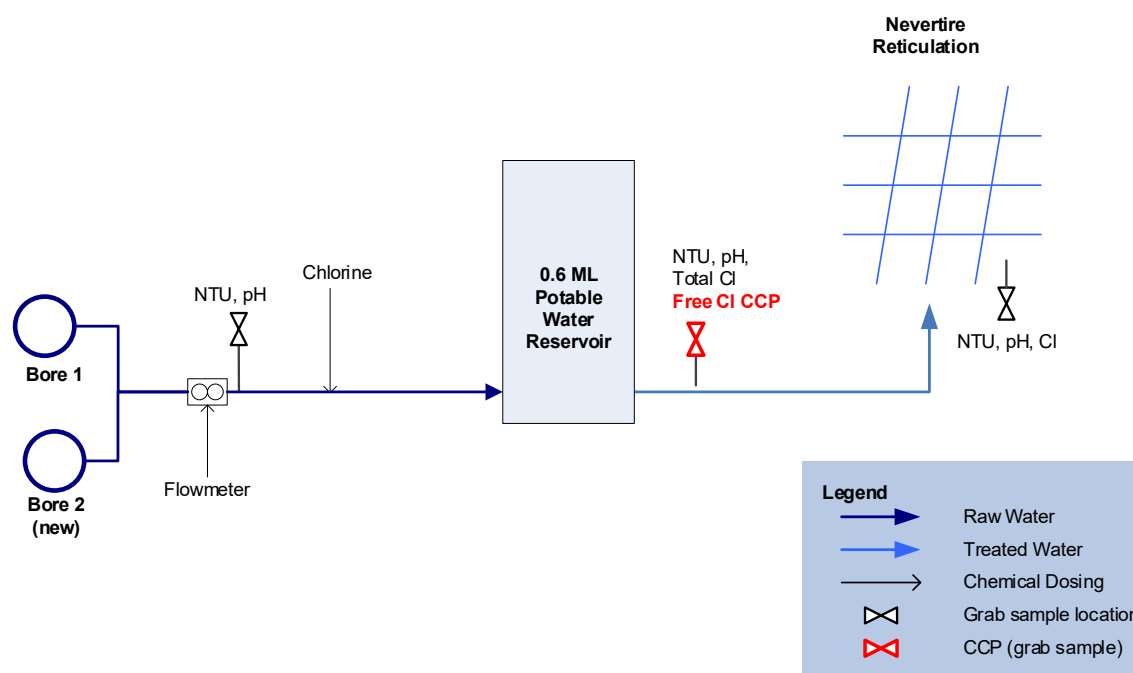 Nevertire
Reticulation
NTU, pH
Chlorine
0.6 ML
Potable
Water
Reservoir
NTU, pH,
Total Cl
Free Cl CCP
NTU, pH, Cl
Bore 1
Bore 2
(new)
Flowmeter
Legend
Raw Water
Treated Water
Chemical Dosing
Grab sample location
CCP (grab sample)